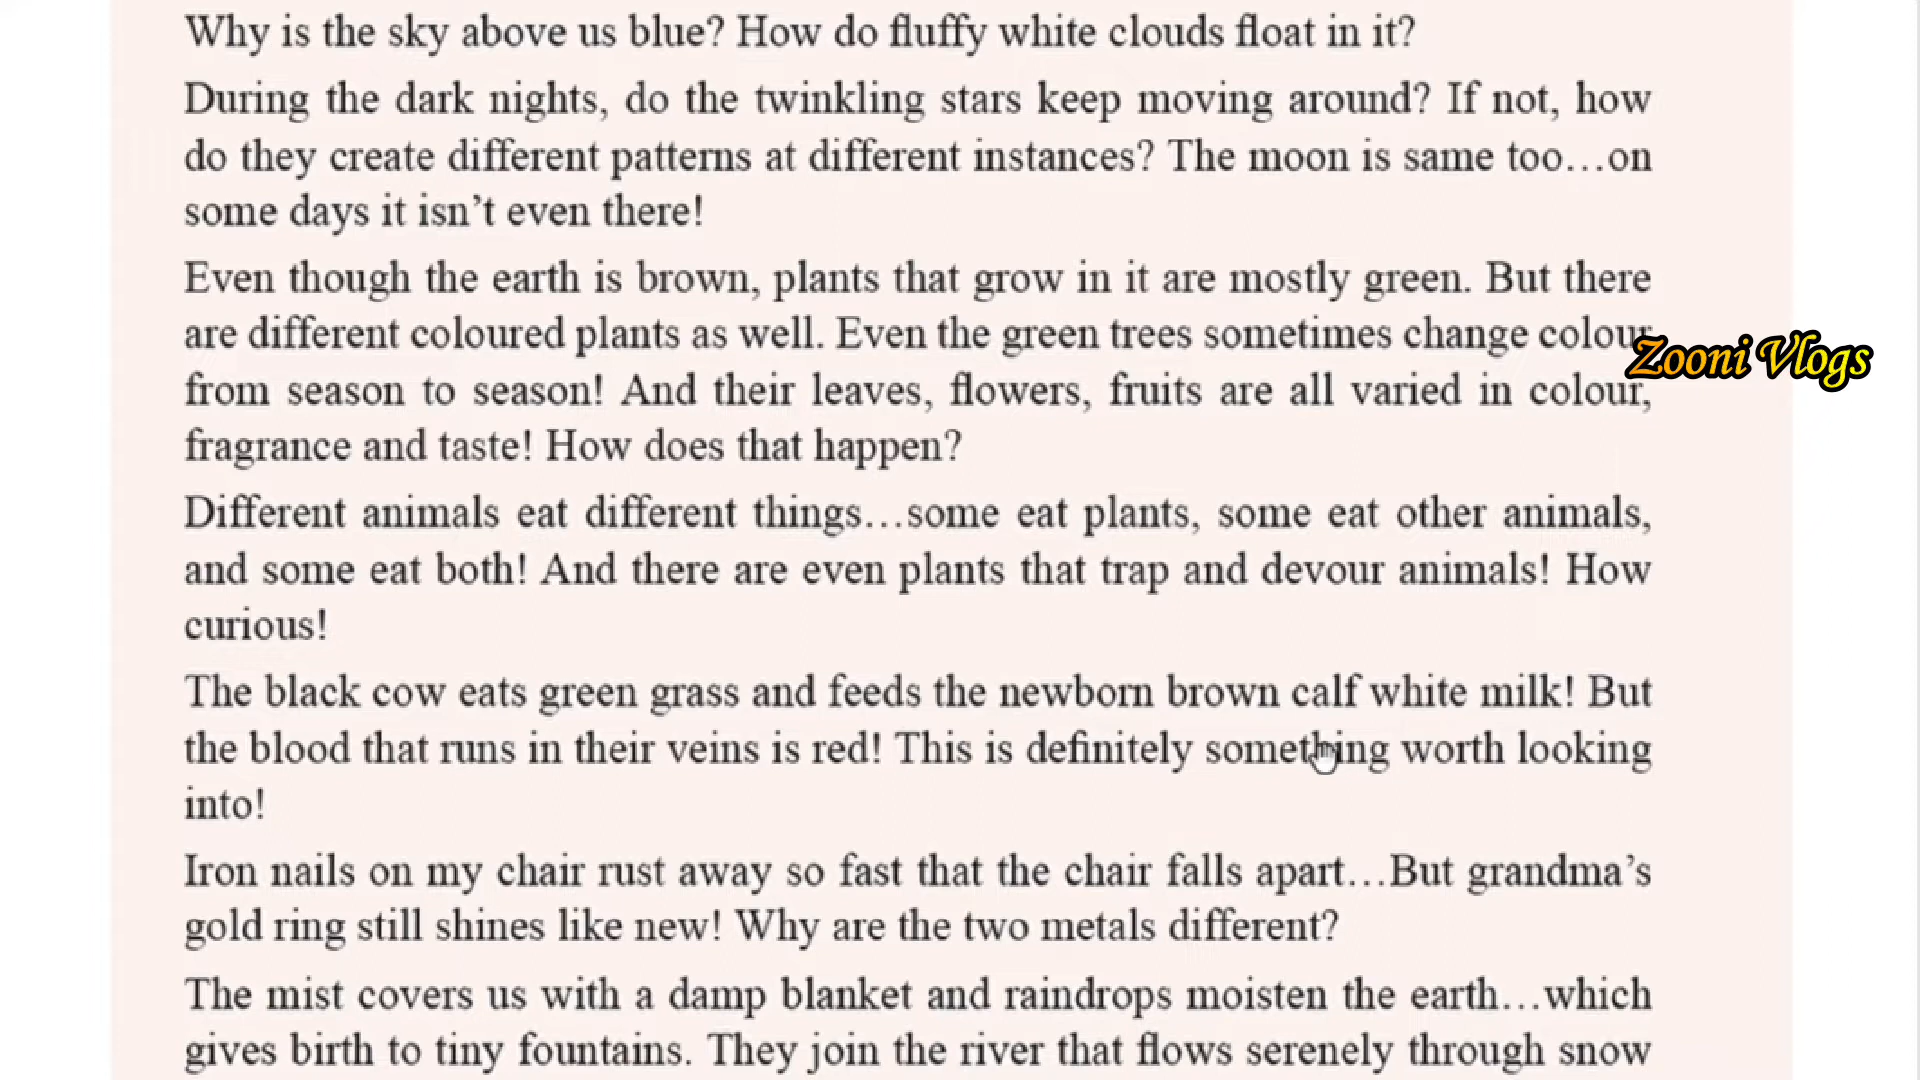 Why is the sky above us blue? How do fluffy white clouds float in it?
During the dark nights, do the twinkling stars keep moving around? If not, how
do they create different patterns at different instances? The moon is same too…on
some days it isn’t even there!
Even though the earth is brown, plants that grow in it are mostly green. But there
are different coloured plants as well. Even the green trees sometimes change colour
Zooni Vlogs
from season to season! And their leaves, flowers, fruits are all varied in colour,
fragrance and taste! How does that happen?
Different animals eat different things…some eat plants, some eat other animals,
and some eat both! And there are even plants that trap and devour animals! How
curious!
The black cow eats green grass and feeds the newborn brown calf white milk! But
the blood that runs in their veins is red! This is definitely something worth looking
into!
Iron nails on my chair rust away so fast that the chair falls apart…But grandma’s
gold ring still shines like new! Why are the two metals different?
The mist covers us with a damp blanket and raindrops moisten the earth…which
gives birth to tiny fountains. They join the river that flows serenely through snow